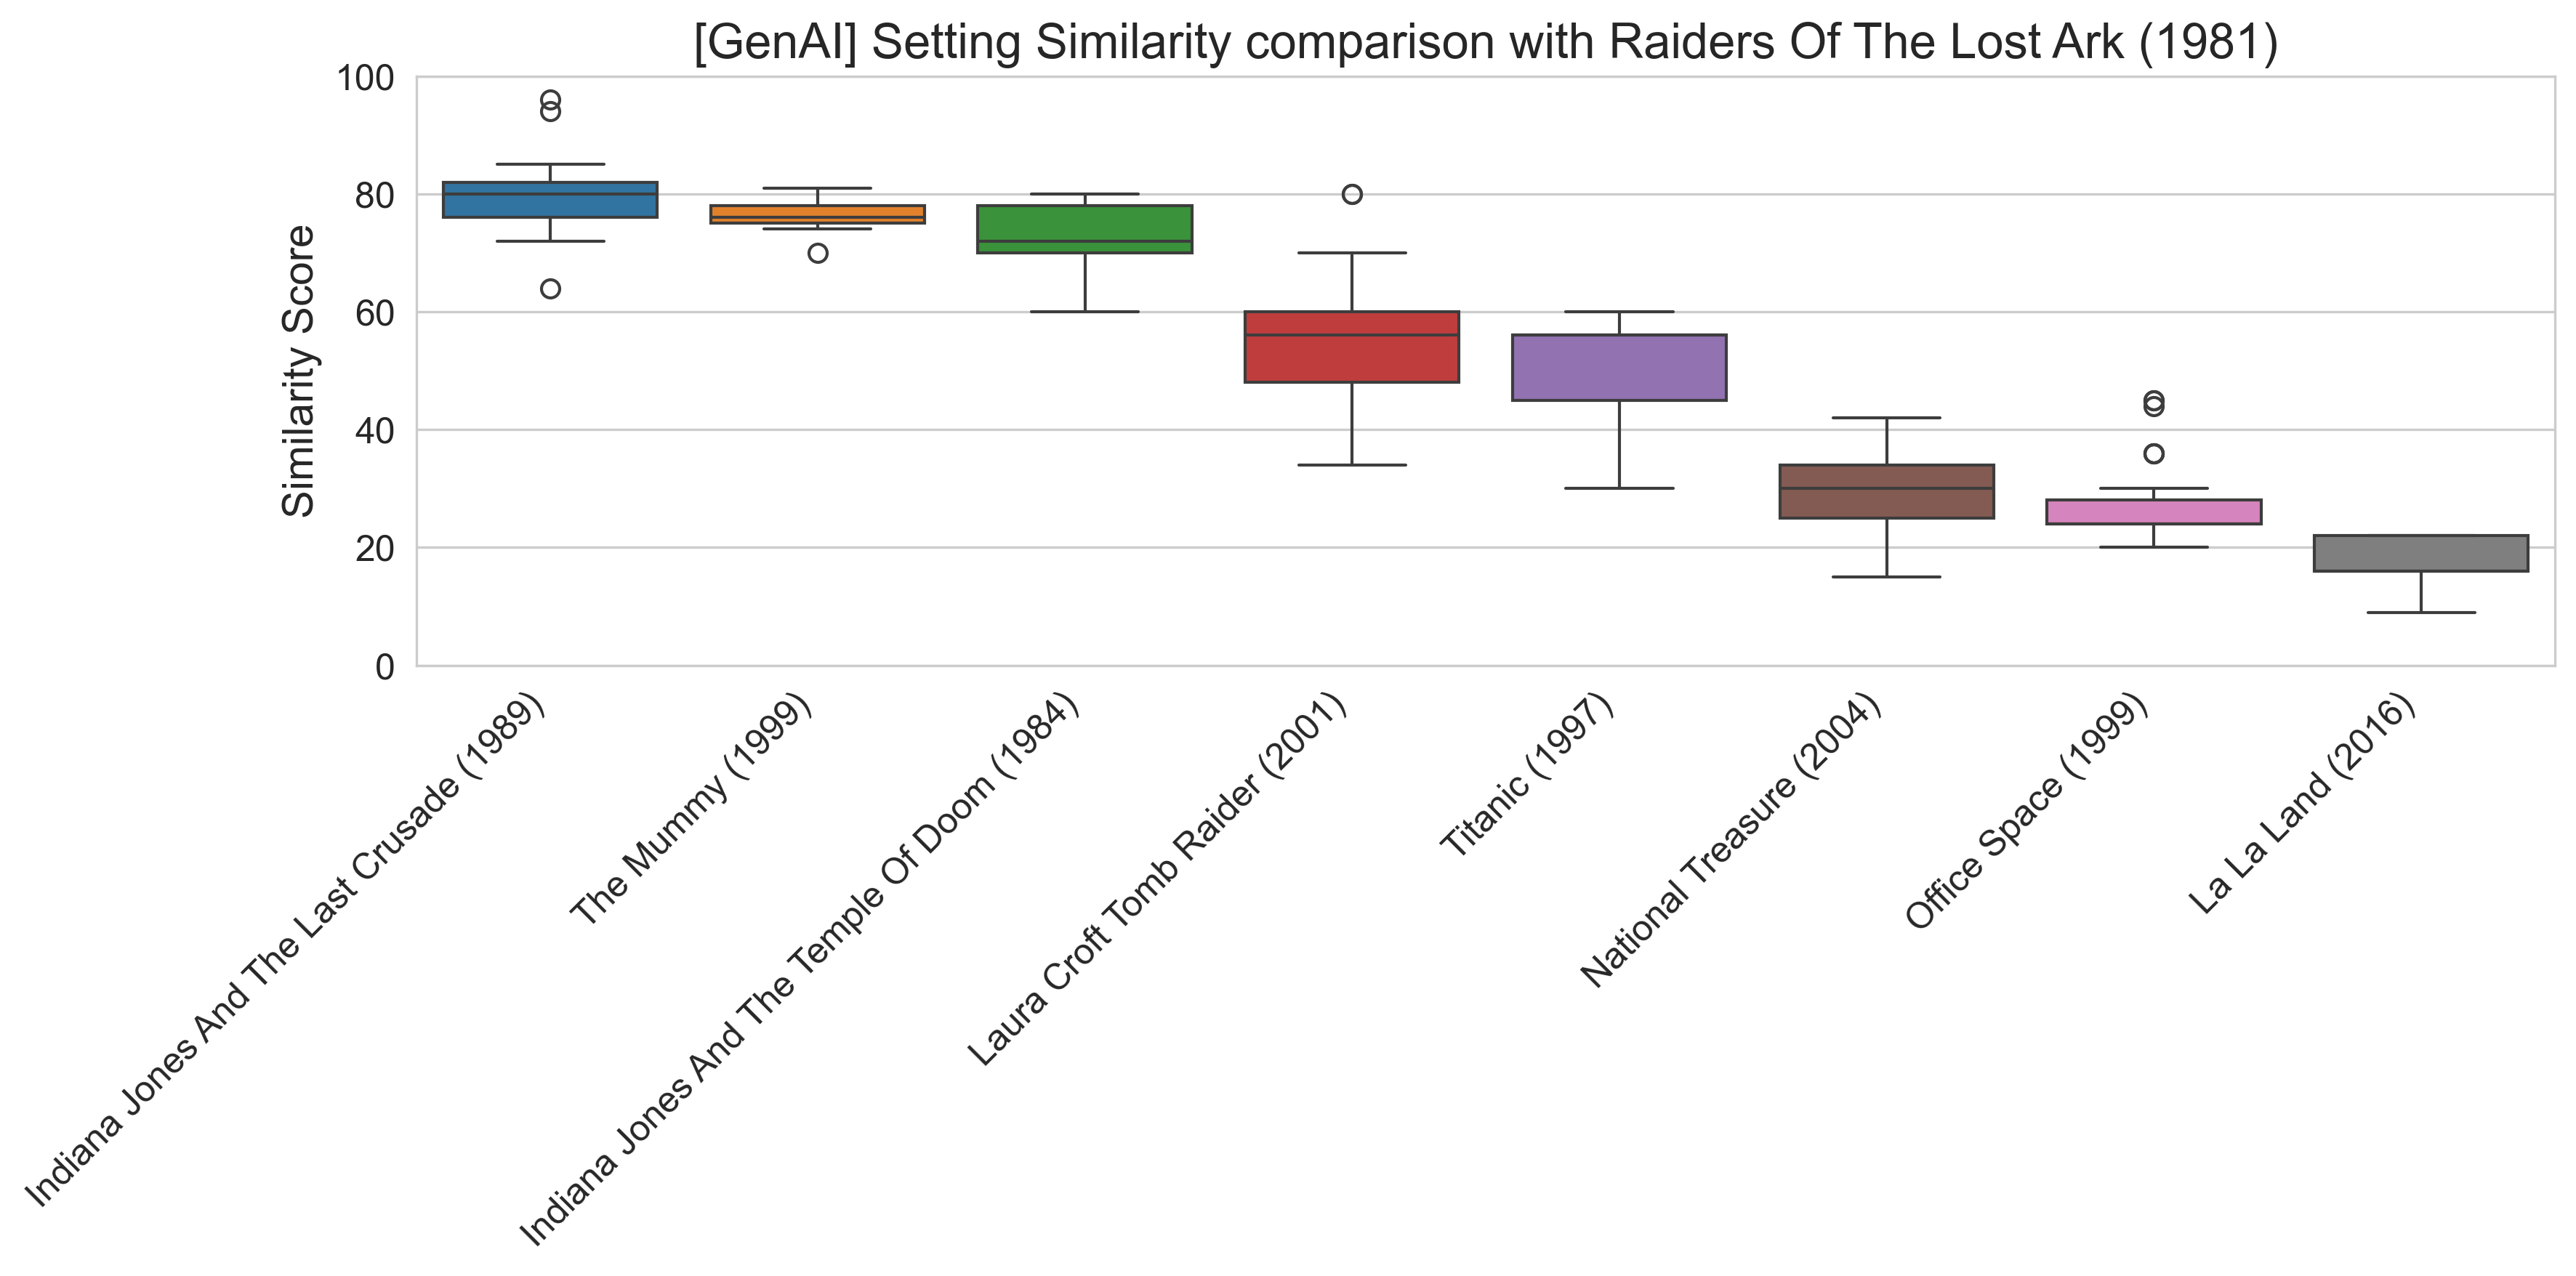 [GenAI] Setting Similarity comparison with Raiders Of The Lost Ark (1981)
Similarity Score
100
80
60
40
20
0
Indiana Jones And The Last Crusade (1989)
The Mummy (1999)
Indiana Jones And The Temple Of Doom (1984)
Laura Croft Tomb Raider (2001)
Titanic (1997)
National Treasure (2004)
Office Space (1999)
La La Land (2016)